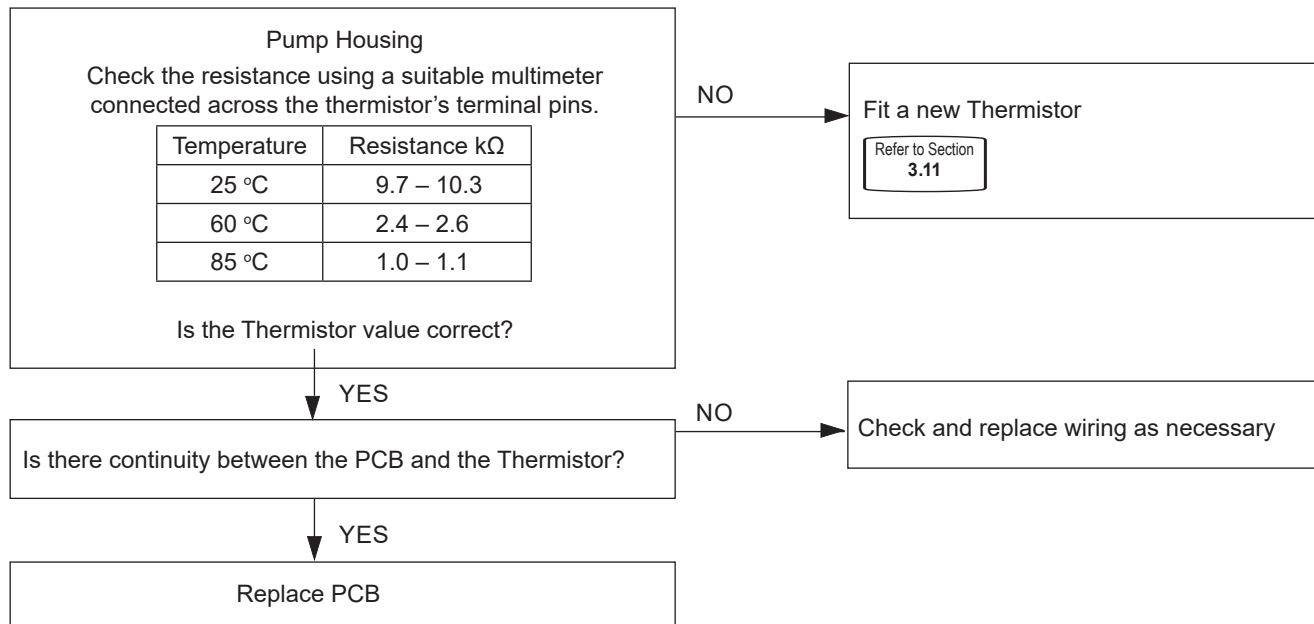 Pump Housing
Check the resistance using a suitable multimeter
connected across the thermistor’s terminal pins.
Temperature Resistance kΩ
25 °C 9.7 – 10.3
60 °C 2.4 – 2.6
85 °C 1.0 – 1.1
Is the Thermistor value correct?
NO
Fit a new Thermistor
Refer to Section
3.11
YES
Is there continuity between the PCB and the Thermistor?
NO
Check and replace wiring as necessary
YES
Replace PCB